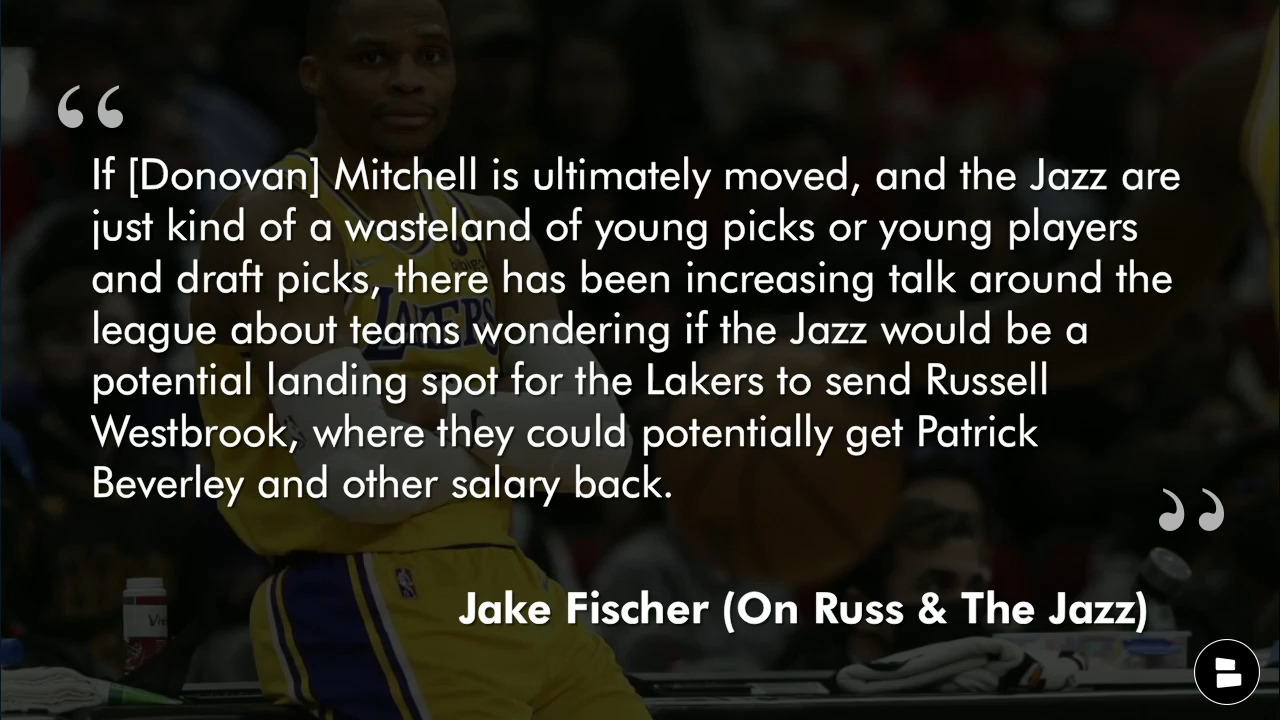 “
If [Donovan] Mitchell is ultimately moved, and the Jazz are
just kind of a wasteland of young picks or young players
and draft picks, there has been increasing talk around the
league about teams wondering if the Jazz would be a
potential landing spot for the Lakers to send Russell
Westbrook, where they could potentially get Patrick
Beverley and other salary back.
”
Jake Fischer (On Russ & The Jazz)
LAKERS